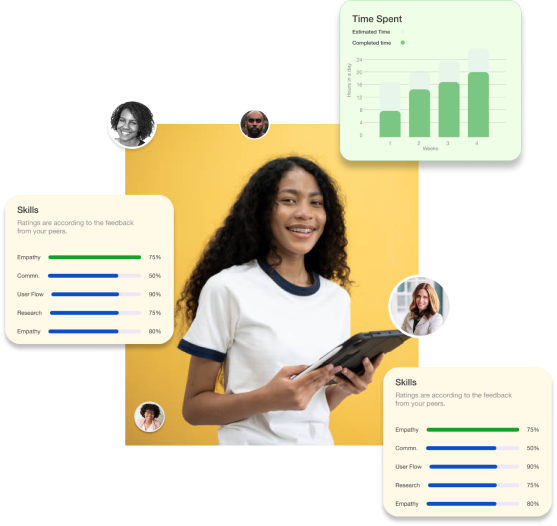 Time Spent
Estimated Time
Completed time
Hours in a day
24
20
16
12
8
4
0
1 2 3 4
Weeks
Skills
Ratings are according to the feedback
from your peers.
Empathy 75%
Commn. 50%
User Flow 90%
Research 75%
Empathy 80%
Skills
Ratings are according to the feedback
from your peers.
Empathy 75%
Commn. 50%
User Flow 90%
Research 75%
Empathy 80%